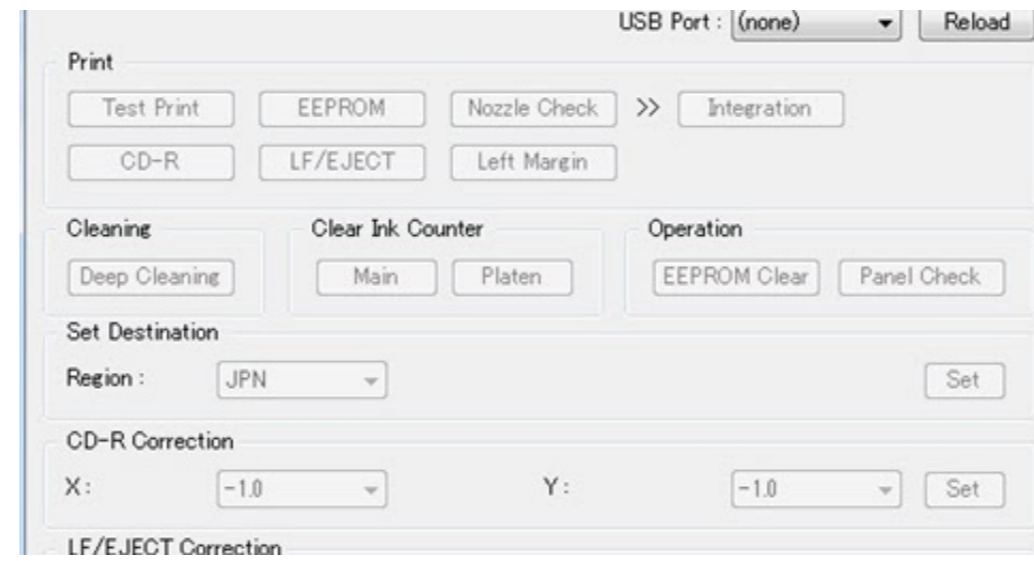 USB Port : (none) Reload
Print
Test Print EEPROM Nozzle Check >> Integration
CD-R LF/EJECT Left Margin
Cleaning Clear Ink Counter Operation
Deep Cleaning Main Platen EEPROM Clear Panel Check
Set Destination
Region : JPN Set
CD-R Correction
X : -1.0 Y : -1.0 Set
LF/EJECT Correction